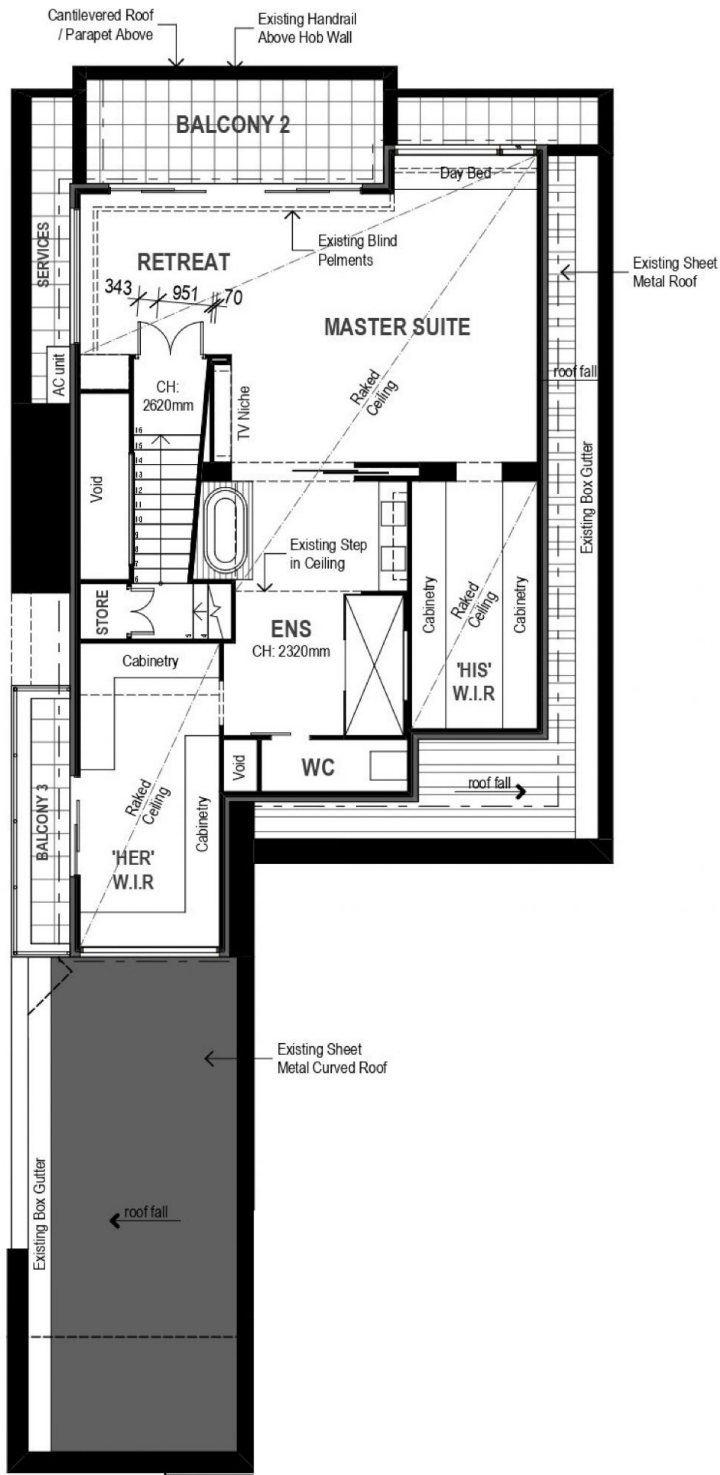 Cantilevered Roof
/ Parapet Above
Existing Handrail
Above Hob Wall
BALCONY 2
Day Bed
SERVICES
Existing Blind
Pelments
RETREAT
343
951
70
Existing Sheet
Metal Roof
MASTER SUITE
AC unit
CH:
2620mm
Raked
Ceiling
roof fall
TV Niche
16
15
14
13
12
11
10
9
8
7
6
Void
Existing Box Gutter
Existing Step
in Ceiling
STORE
5
4
ENS
CH: 2320mm
Cabinetry
Raked
Ceiling
Cabinetry
'HIS'
W.I.R
Cabinetry
Void
WC
roof fall
BALCONY 3
Raked
Ceiling
Cabinetry
'HER'
W.I.R
Existing Sheet
Metal Curved Roof
Existing Box Gutter
roof fall